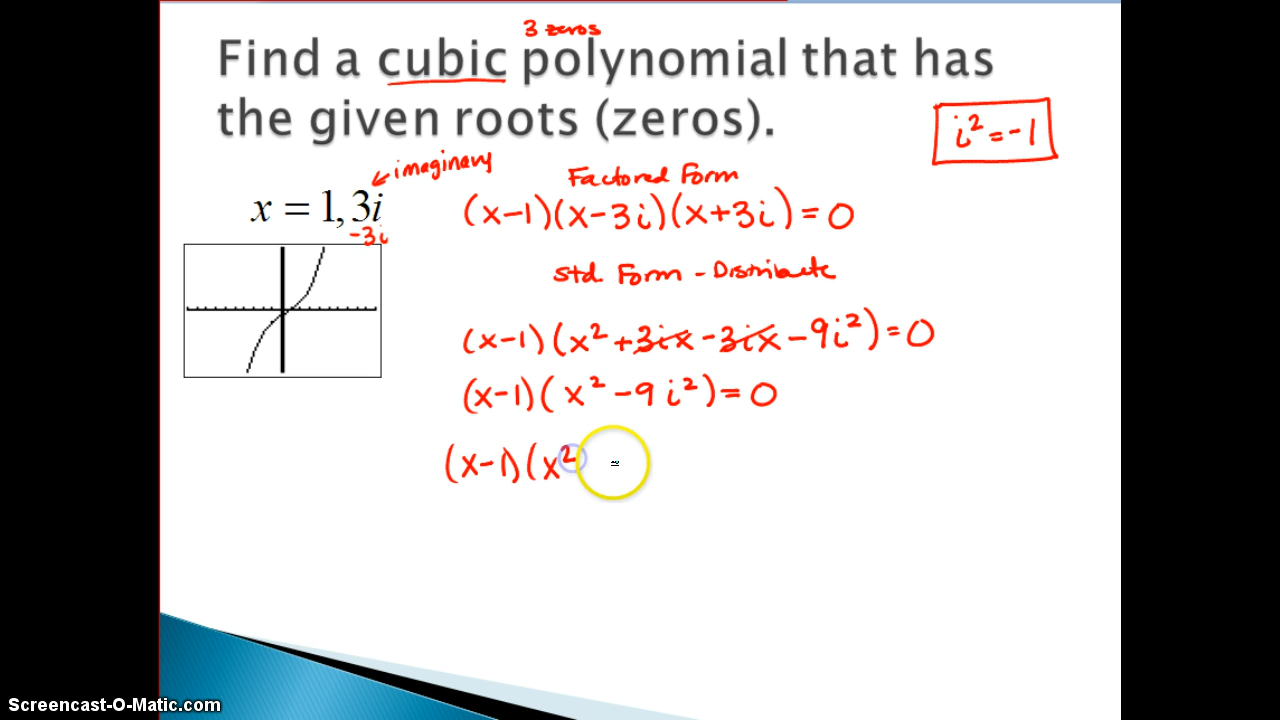 3 zeros
Find a cubic polynomial that has
the given roots (zeros).
i² = -1
imaginary
x = 1, 3i
-3i
Factored Form
(x-1)(x-3i)(x+3i) = 0
Std. Form - Distribute
(x-1)(x² + 3ix - 3ix - 9i²) = 0
(x-1)(x² - 9i²) = 0
(x-1)(x²
Screencast-O-Matic.com